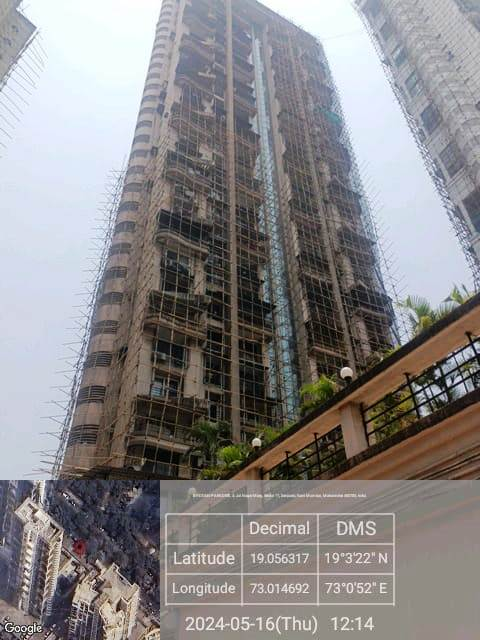 Decimal DMS
Latitude 19.056317 19°3'22" N
Longitude 73.014692 73°0'52" E
2024-05-16(Thu) 12:14
Google